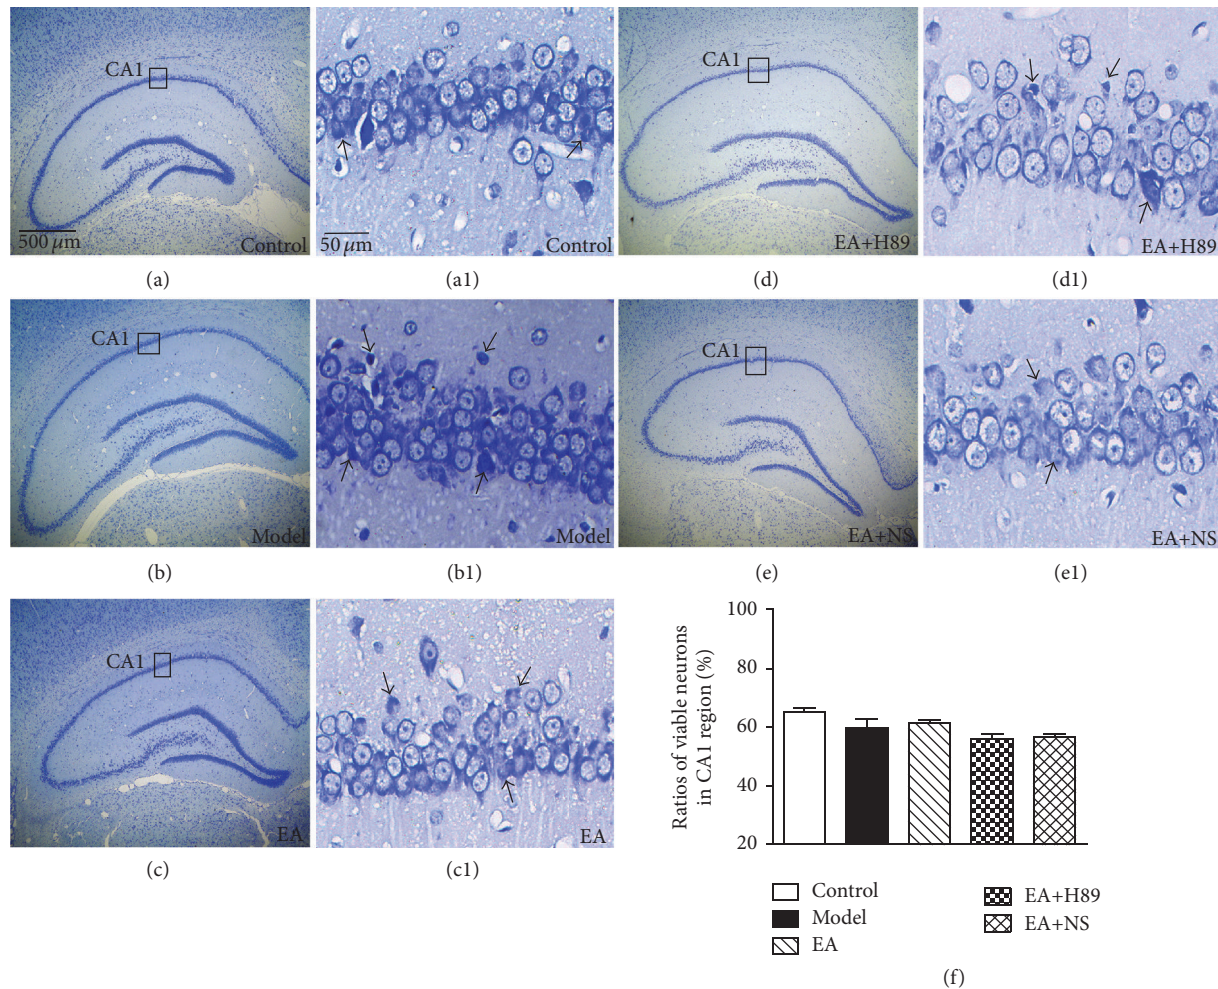 CA1
500 μm
Control
(a)
50 μm
Control
(a1)
CA1
EA+H89
(d)
EA+H89
(d1)
CA1
Model
(b)
Model
(b1)
CA1
EA+NS
(e)
EA+NS
(e1)
CA1
EA
(c)
EA
(c1)
Ratios of viable neurons
in CA1 region (%)
100
80
60
40
20
Control
Model
EA
EA+H89
EA+NS
(f)